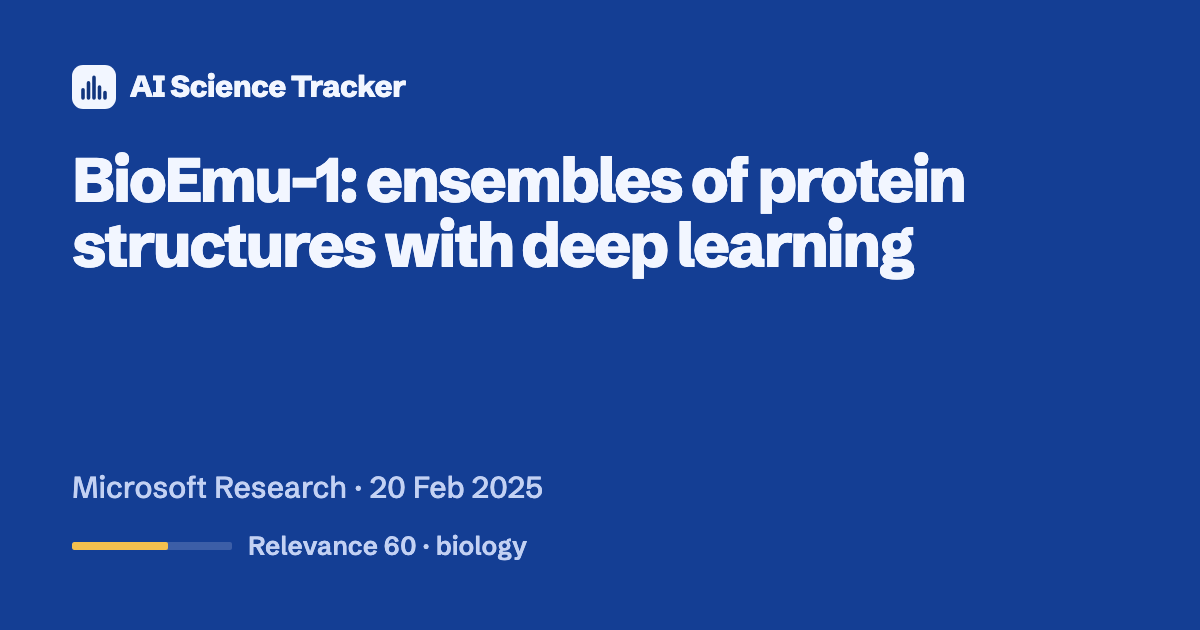 AI Science Tracker
BioEmu-1: ensembles of protein
structures with deep learning
Microsoft Research · 20 Feb 2025
Relevance 60 · biology